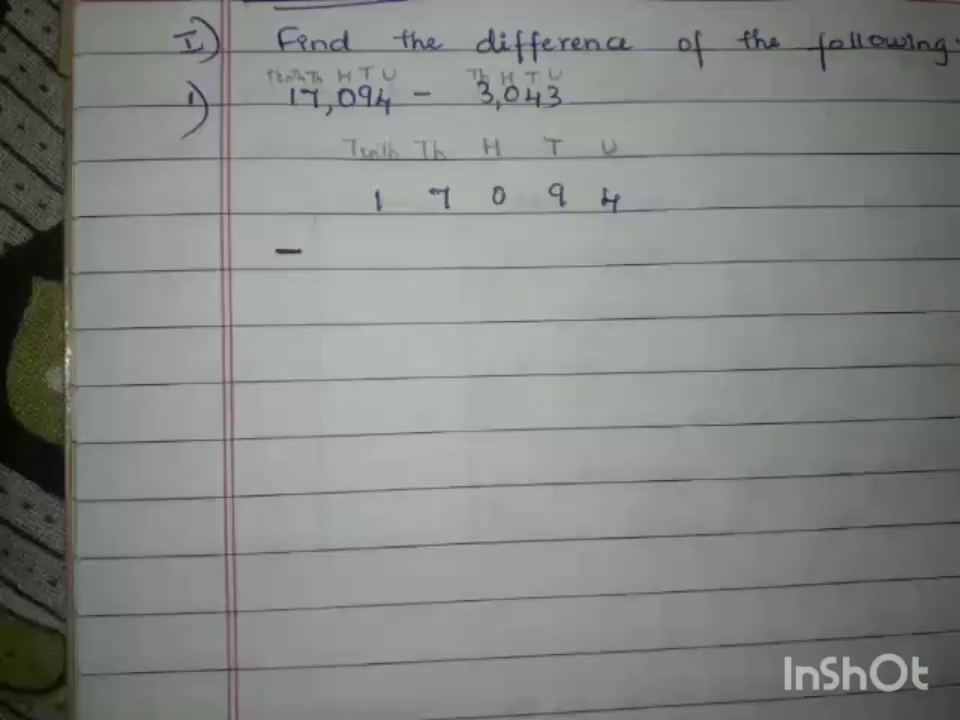 I) Find the difference of the following:
TenTh Th H T U Th H T U
1) 17,094 - 3,043
TenTh Th H T U
1 7 0 9 4
-
InShOt